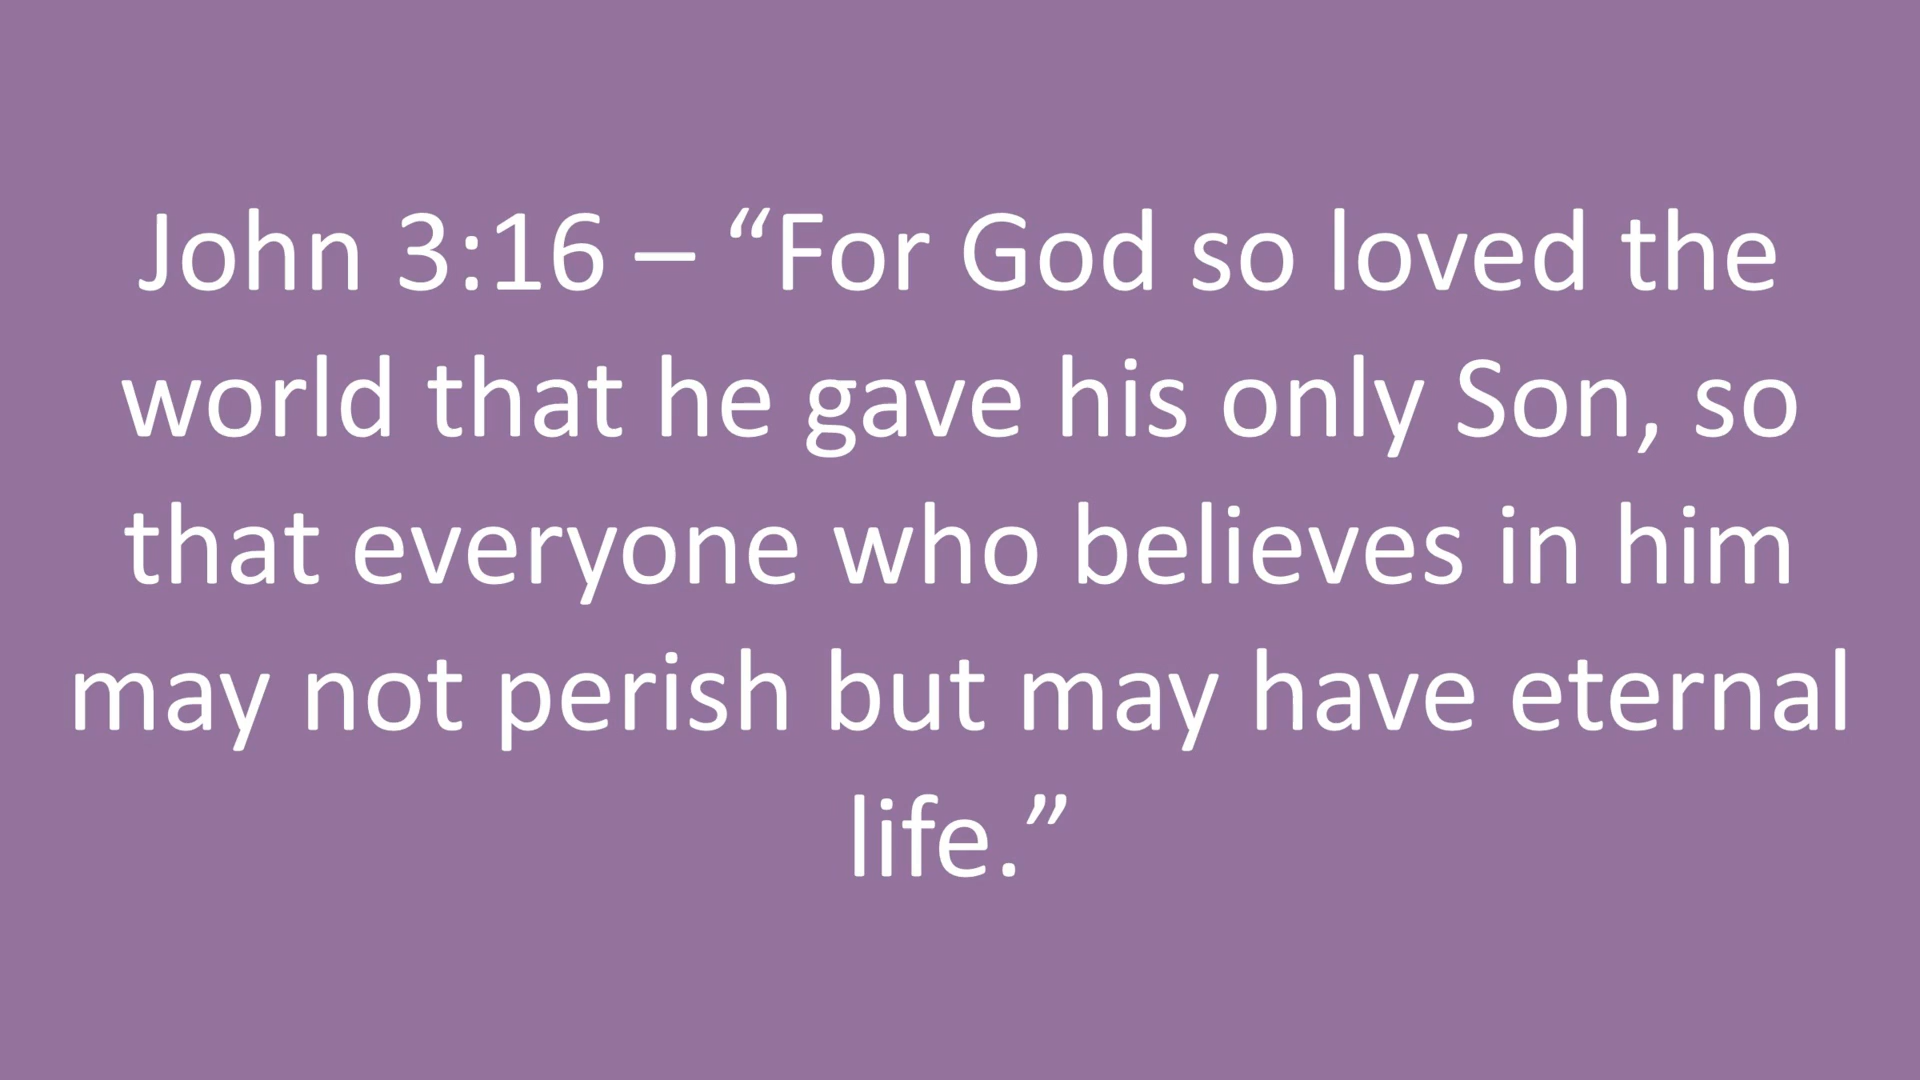 John 3:16 – “For God so loved the
world that he gave his only Son, so
that everyone who believes in him
may not perish but may have eternal
life.”